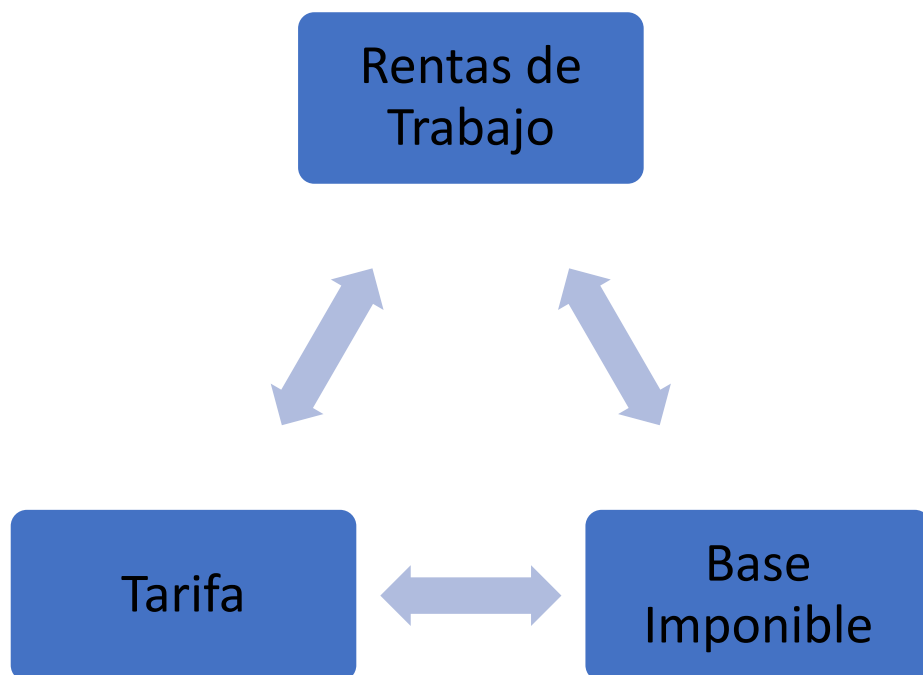 Rentas de
Trabajo
Tarifa
Base
Imponible